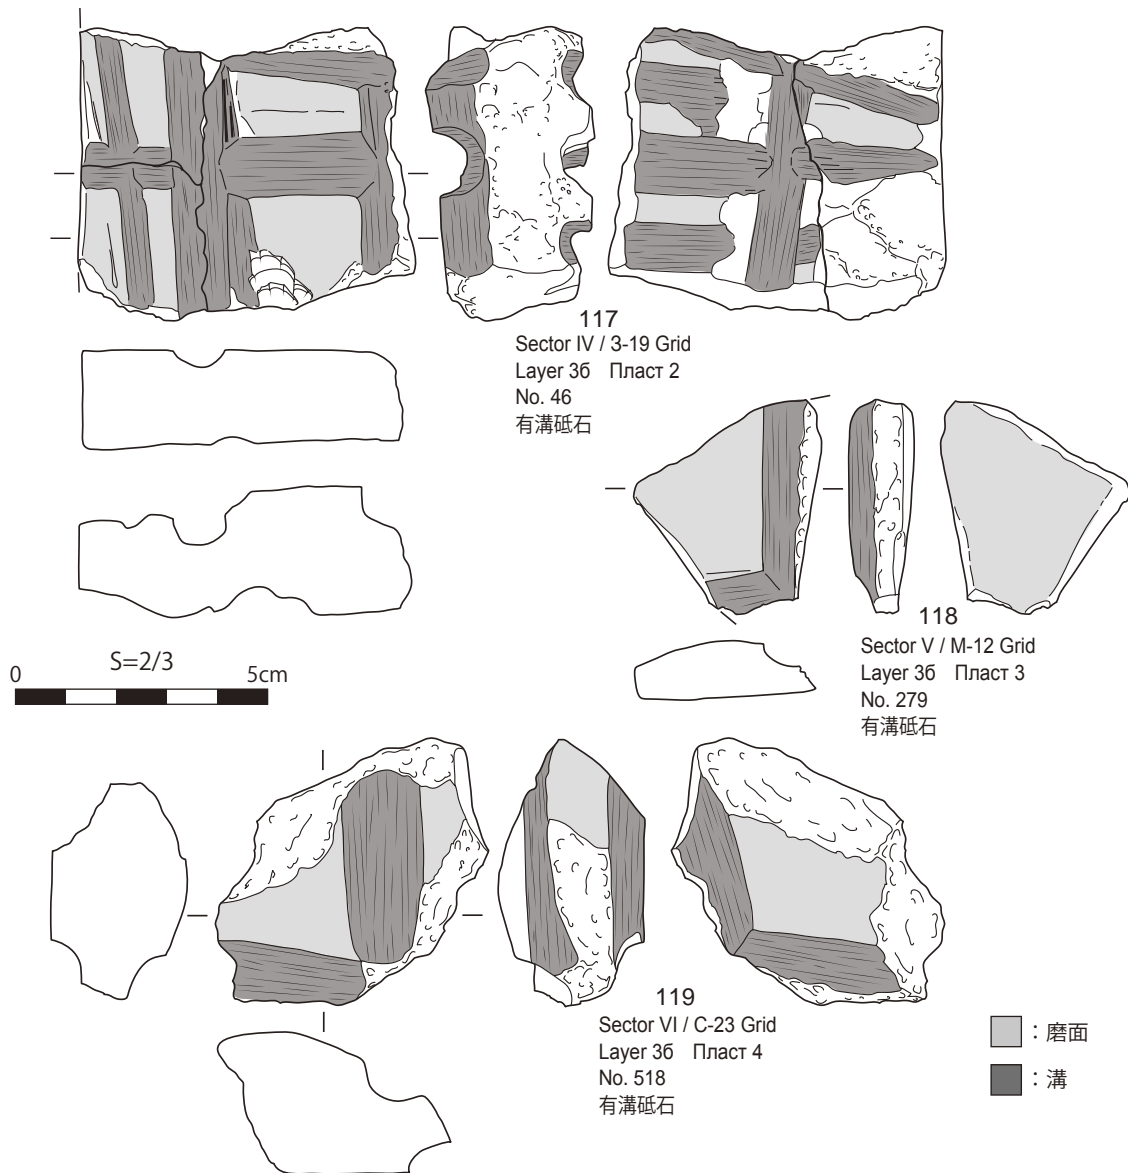 117
Sector IV / З-19 Grid
Layer 3б Пласт 2
No. 46
有溝砥石
118
Sector V / М-12 Grid
Layer 3б Пласт 3
No. 279
有溝砥石
S=2/3
0 5cm
119
Sector VI / С-23 Grid
Layer 3б Пласт 4
No. 518
有溝砥石
：磨面
：溝